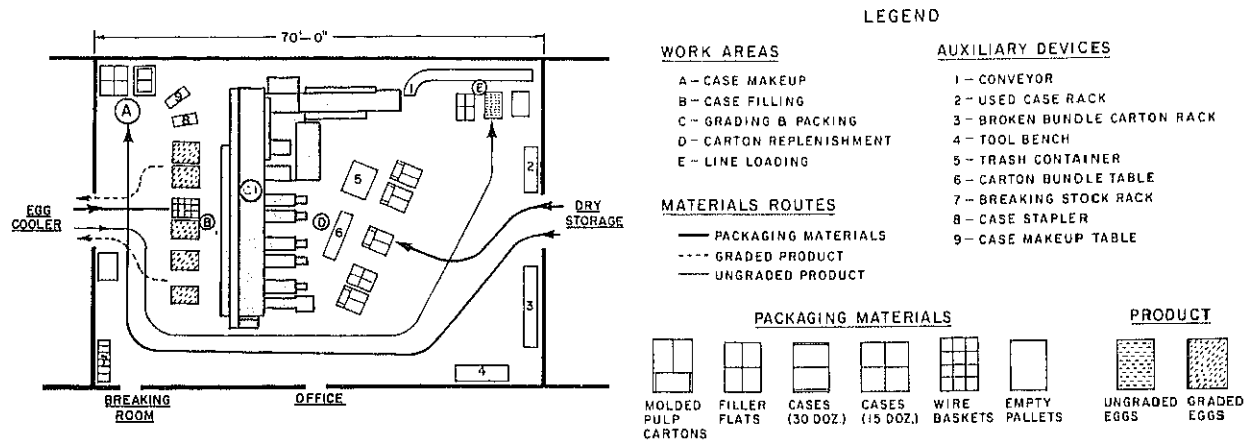 70'-0"
A
9
8
1
E
2
5
C1
B
D
6
EGG
COOLER
DRY
STORAGE
3
7
4
BREAKING
ROOM
OFFICE
LEGEND
WORK AREAS
A - CASE MAKEUP
B - CASE FILLING
C - GRADING & PACKING
D - CARTON REPLENISHMENT
E - LINE LOADING
MATERIALS ROUTES
PACKAGING MATERIALS
GRADED PRODUCT
UNGRADED PRODUCT
AUXILIARY DEVICES
1 - CONVEYOR
2 - USED CASE RACK
3 - BROKEN BUNDLE CARTON RACK
4 - TOOL BENCH
5 - TRASH CONTAINER
6 - CARTON BUNDLE TABLE
7 - BREAKING STOCK RACK
8 - CASE STAPLER
9 - CASE MAKEUP TABLE
PACKAGING MATERIALS
MOLDED
PULP
CARTONS
FILLER
FLATS
CASES
(30 DOZ.)
CASES
(15 DOZ.)
WIRE
BASKETS
EMPTY
PALLETS
PRODUCT
UNGRADED
EGGS
GRADED
EGGS